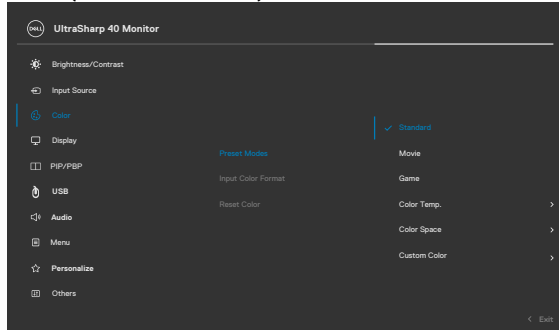 DELL
UltraSharp 40 Monitor
Brightness/Contrast
Input Source
Color
Standard
Display
Preset Modes
Movie
PIP/PBP
Input Color Format
Game
USB
Reset Color
Color Temp.
Audio
Color Space
Menu
Custom Color
Personalize
Others
Exit